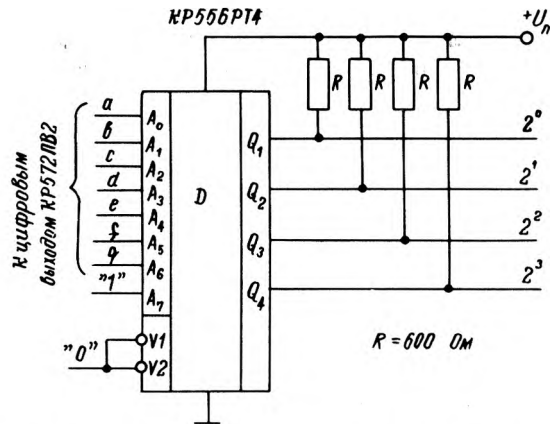 КР556РТ4
+Uп
R R R R
К цифровым
выходом КР572ПВ2
a A0
b A1
c A2
d A3
e A4
f A5
g A6
"1" A7
"0" V1
V2
D
Q1 2⁰
Q2 2¹
Q3 2²
Q4 2³
R = 600 Ом